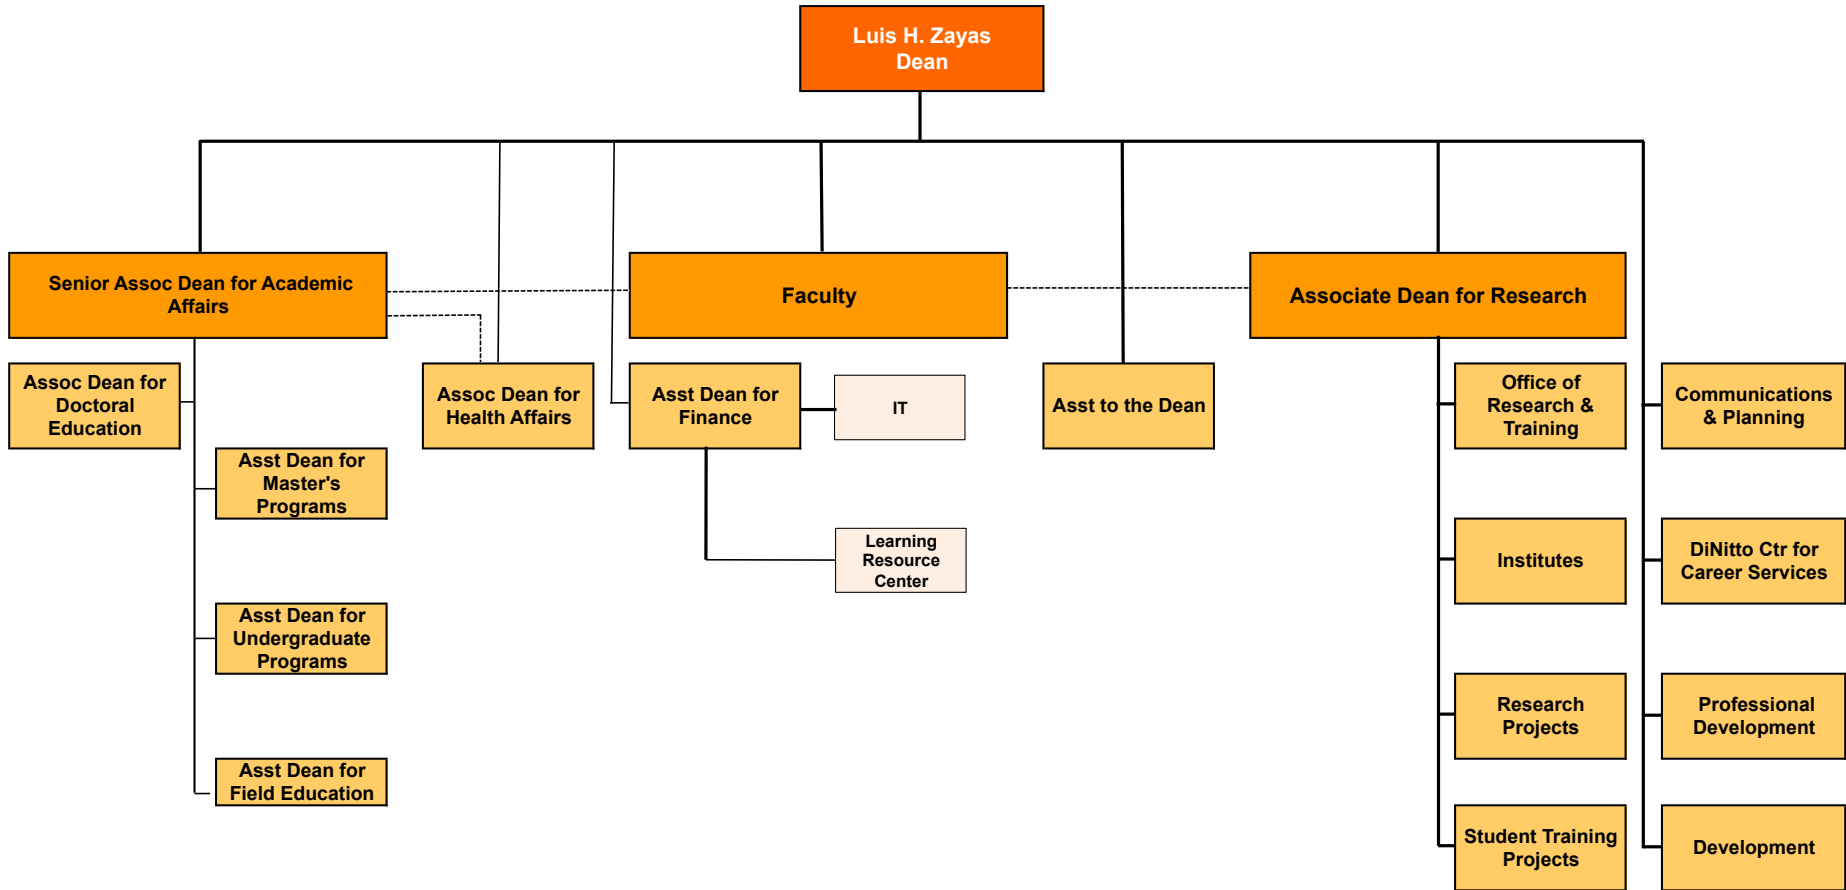 Luis H. Zayas
Dean
Senior Assoc Dean for Academic
Affairs
Faculty
Associate Dean for Research
Assoc Dean for
Doctoral
Education
Assoc Dean for
Health Affairs
Asst Dean for
Finance
IT
Asst to the Dean
Office of
Research &
Training
Communications
& Planning
Asst Dean for
Master's
Programs
Learning
Resource
Center
Institutes
DiNitto Ctr for
Career Services
Asst Dean for
Undergraduate
Programs
Research
Projects
Professional
Development
Asst Dean for
Field Education
Student Training
Projects
Development